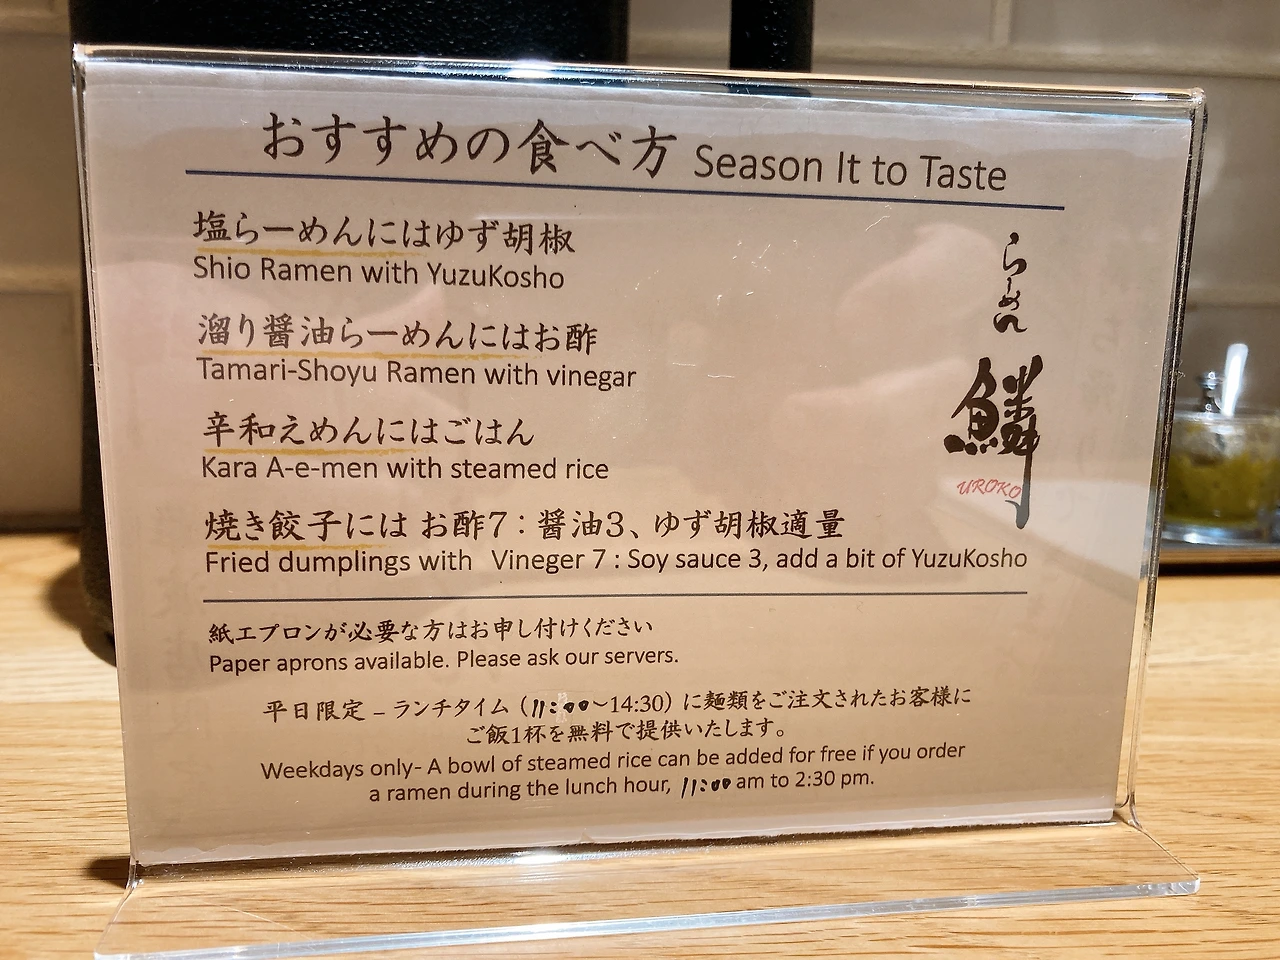 おすすめの食べ方 Season It to Taste
塩らーめんにはゆず胡椒
Shio Ramen with YuzuKosho
溜り醤油らーめんにはお酢
Tamari-Shoyu Ramen with vinegar
辛和えめんにはごはん
Kara A-e-men with steamed rice
焼き餃子には お酢7：醤油3、ゆず胡椒適量
Fried dumplings with Vineger 7 : Soy sauce 3, add a bit of YuzuKosho
らーめん
鱗
UROKO
紙エプロンが必要な方はお申し付けください
Paper aprons available. Please ask our servers.
平日限定 – ランチタイム（11:00～14:30）に麺類をご注文されたお客様に
ご飯1杯を無料で提供いたします。
Weekdays only- A bowl of steamed rice can be added for free if you order
a ramen during the lunch hour, 11:00 am to 2:30 pm.